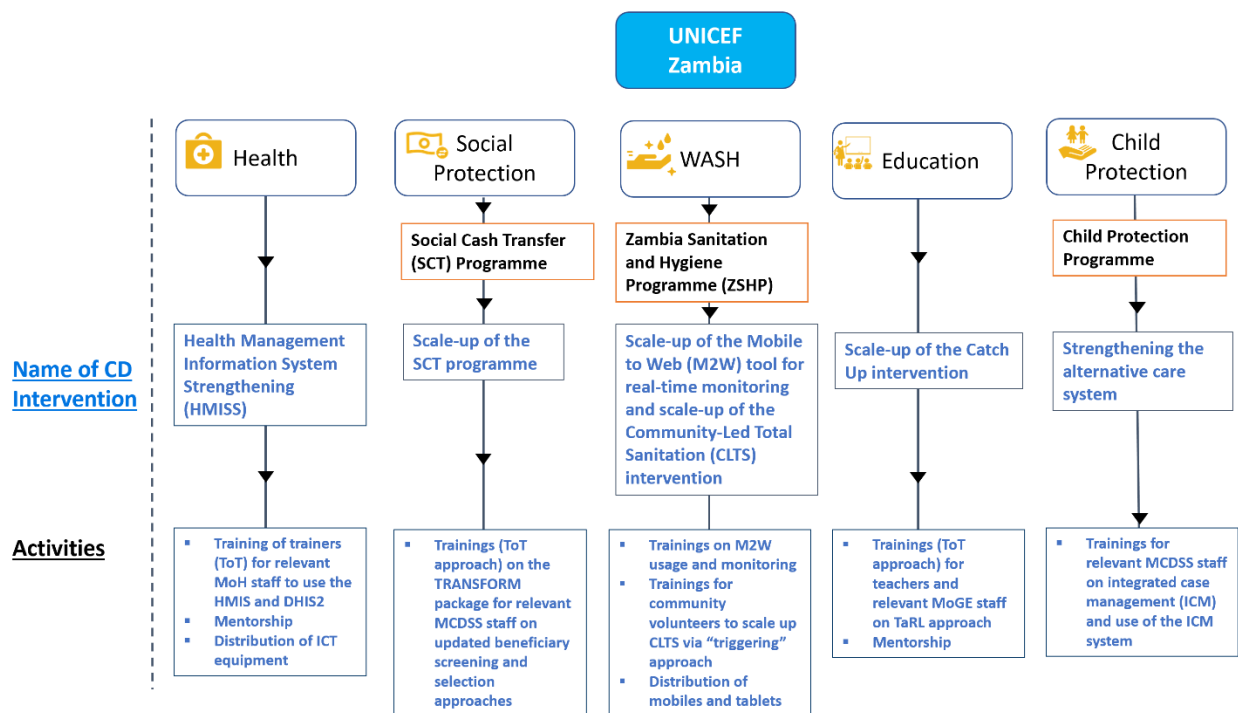 UNICEF
Zambia
Health
Social
Protection
WASH
Education
Child
Protection
Social Cash Transfer
(SCT) Programme
Zambia Sanitation
and Hygiene
Programme (ZSHP)
Child Protection
Programme
Name of CD
Intervention
Health Management
Information System
Strengthening
(HMISS)
Scale-up of the
SCT programme
Scale-up of the Mobile
to Web (M2W) tool for
real-time monitoring
and scale-up of the
Community-Led Total
Sanitation (CLTS)
intervention
Scale-up of the Catch
Up intervention
Strengthening the
alternative care
system
Activities
▪ Training of trainers
(ToT) for relevant
MoH staff to use the
HMIS and DHIS2
▪ Mentorship
▪ Distribution of ICT
equipment
▪ Trainings (ToT
approach) on the
TRANSFORM
package for relevant
MCDSS staff on
updated beneficiary
screening and
selection
approaches
▪ Trainings on M2W
usage and monitoring
▪ Trainings for
community
volunteers to scale up
CLTS via “triggering”
approach
▪ Distribution of
mobiles and tablets
▪ Trainings (ToT
approach) for
teachers and
relevant MoGE staff
on TaRL approach
▪ Mentorship
▪ Trainings for
relevant MCDSS staff
on integrated case
management (ICM)
and use of the ICM
system